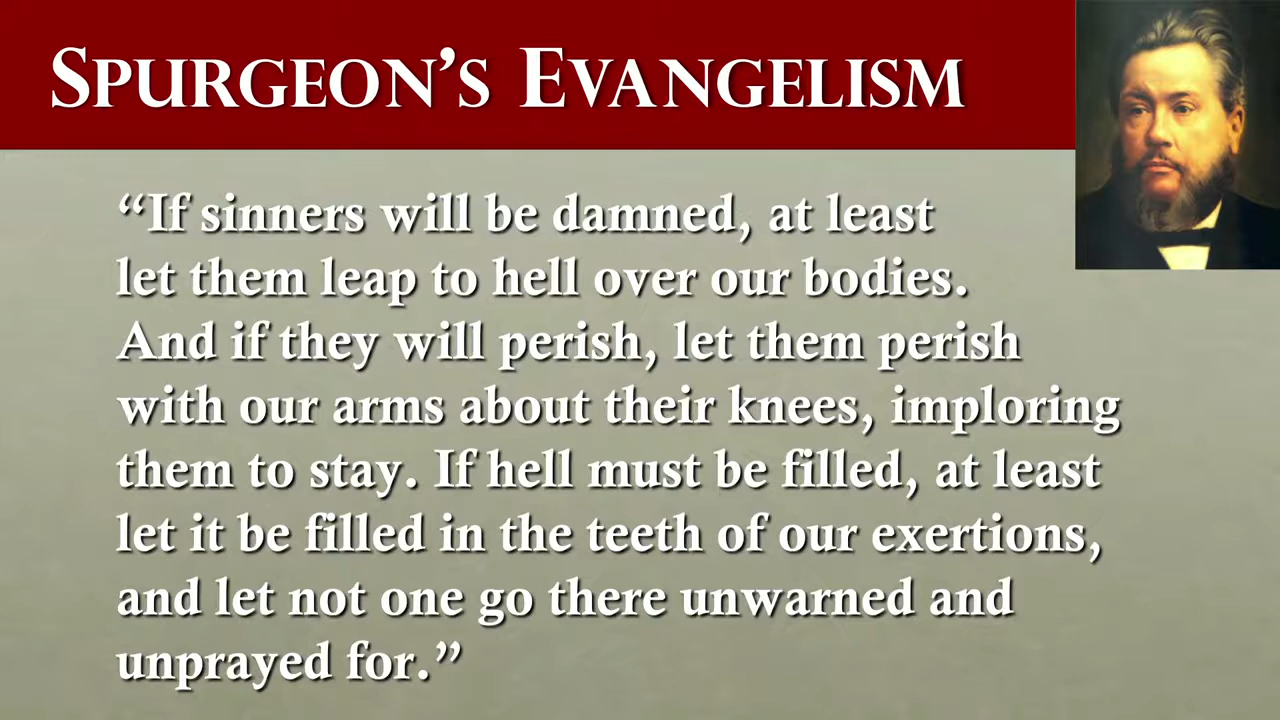 Spurgeon’s Evangelism
“If sinners will be damned, at least
let them leap to hell over our bodies.
And if they will perish, let them perish
with our arms about their knees, imploring
them to stay. If hell must be filled, at least
let it be filled in the teeth of our exertions,
and let not one go there unwarned and
unprayed for.”